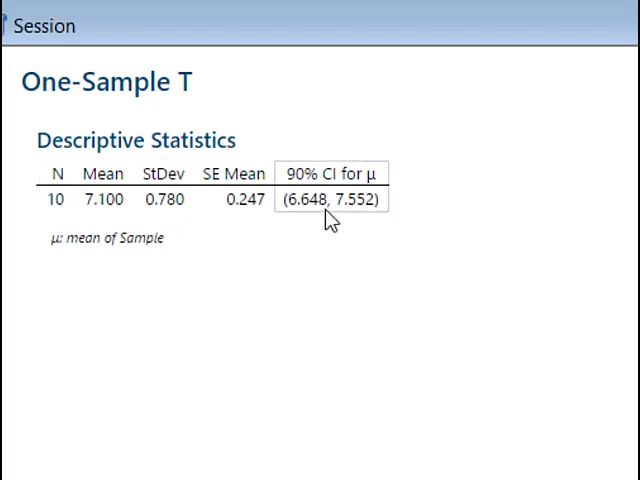 Session
One-Sample T
Descriptive Statistics
N Mean StDev SE Mean 90% CI for μ
10 7.100 0.780 0.247 (6.648, 7.552)
μ: mean of Sample